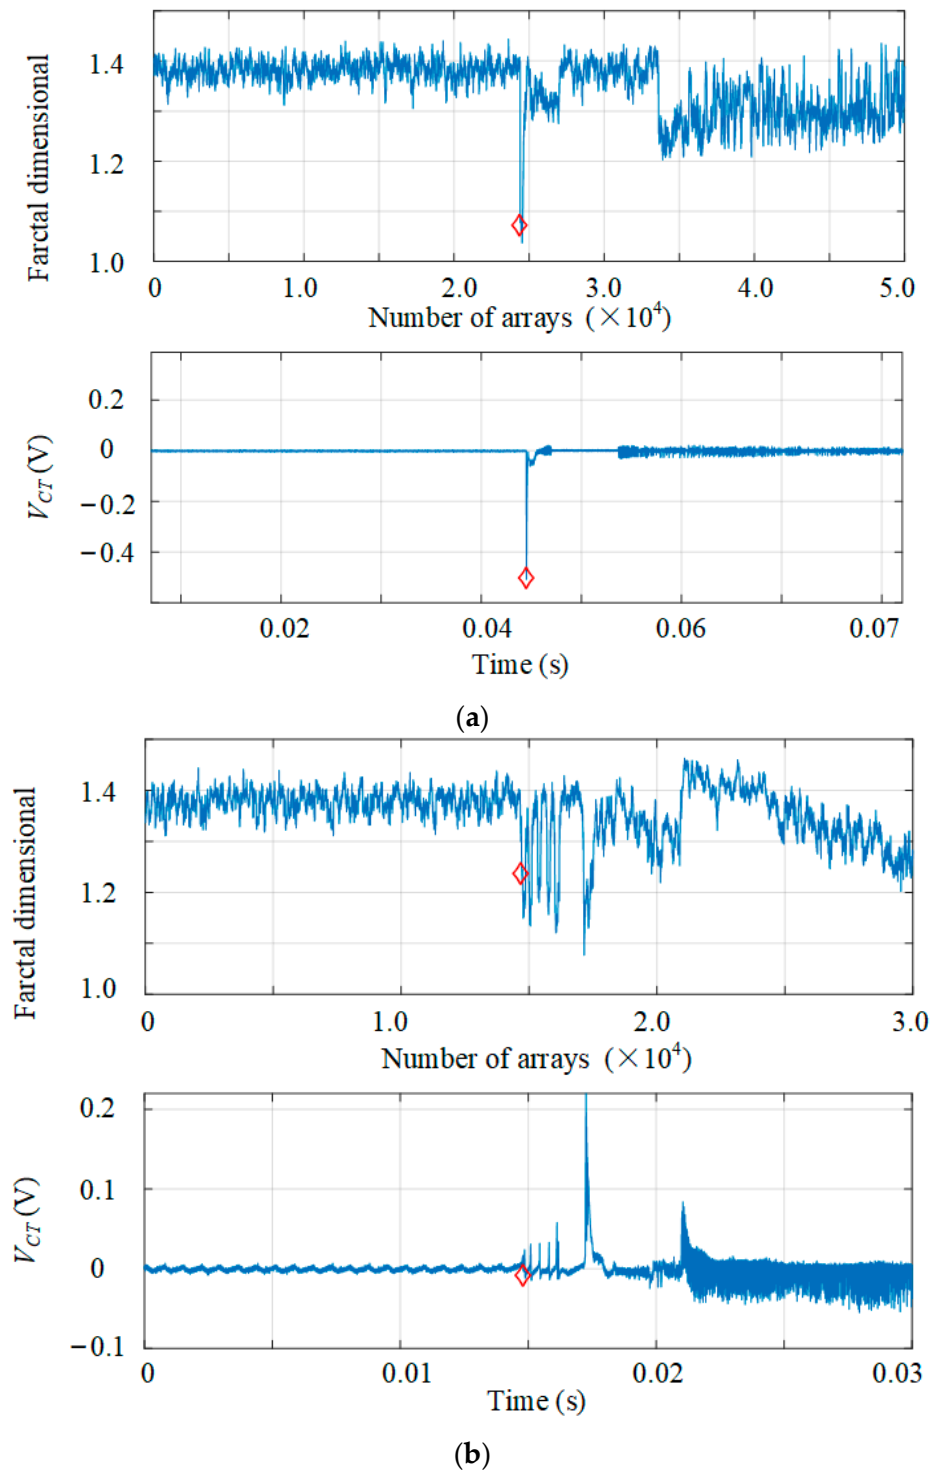 Farctal dimensional
1.4
1.2
1.0
0 1.0 2.0 3.0 4.0 5.0
Number of arrays (×10⁴)
V_CT (V)
0.2
0
−0.2
−0.4
0.02 0.04 0.06 0.07
Time (s)
(a)
Farctal dimensional
1.4
1.2
1.0
0 1.0 2.0 3.0
Number of arrays (×10⁴)
V_CT (V)
0.2
0.1
0
−0.1
0 0.01 0.02 0.03
Time (s)
(b)